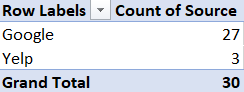 Row Labels Count of Source
Google 27
Yelp 3
Grand Total 30